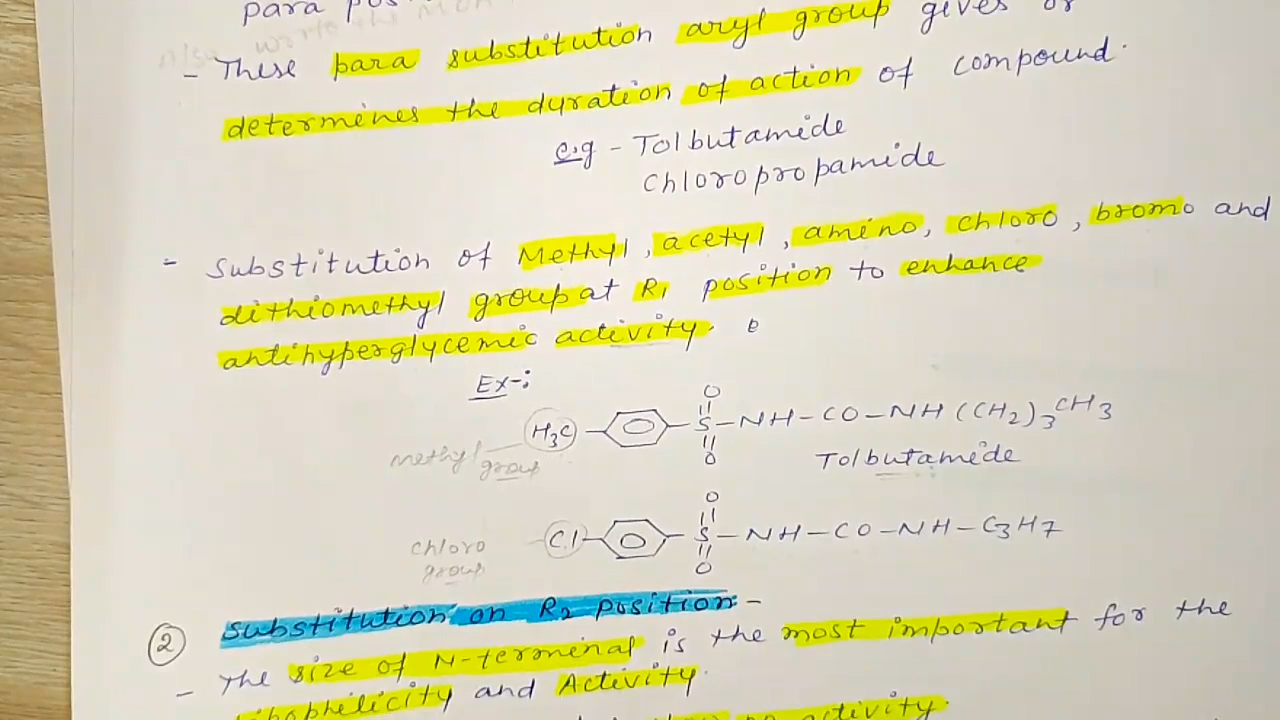 para
- These para substitution aryl group gives or
determines the duration of action of compound.
e.g - Tolbutamide
Chloropropamide
- Substitution of Methyl, acetyl, amino, chloro, bromo and
dithiomethyl group at R1 position to enhance
antihyperglycemic activity.
Ex-:
O
H3C S-NH-CO-NH (CH2)3CH3
O
methyl group
Tolbutamide
O
Cl S-NH-CO-NH-C3H7
O
chloro group
② Substitution on R2 position -
- The size of N-terminal is the most important for the
lipophilicity and Activity.
activity.